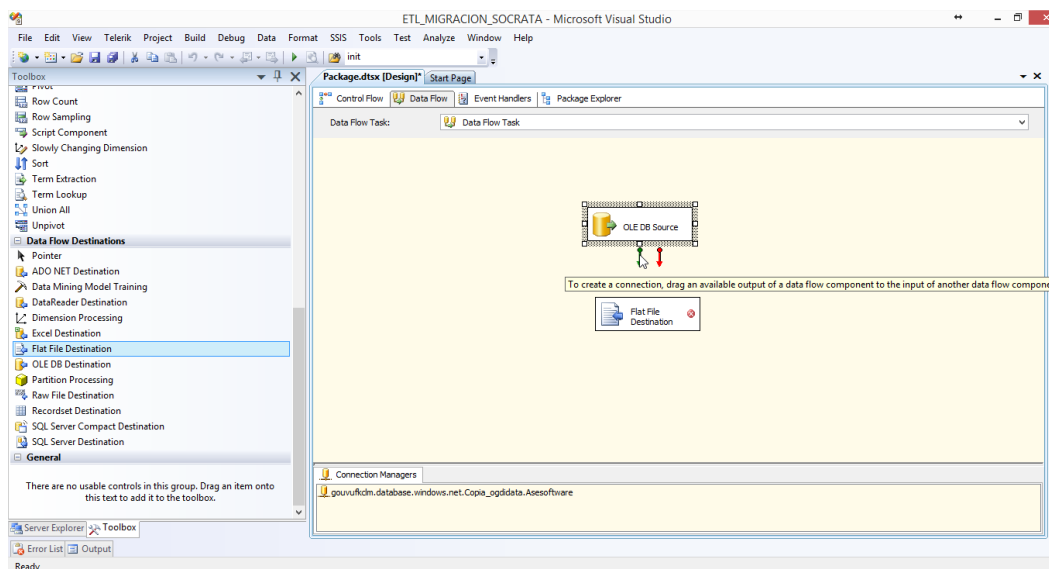 ETL_MIGRACION_SOCRATA - Microsoft Visual Studio
File Edit View Telerik Project Build Debug Data Format SSIS Tools Test Analyze Window Help
init
Toolbox
Package.dtsx [Design]* Start Page
Pivot
Row Count
Row Sampling
Script Component
Slowly Changing Dimension
Sort
Term Extraction
Term Lookup
Union All
Unpivot
Data Flow Destinations
Pointer
ADO NET Destination
Data Mining Model Training
DataReader Destination
Dimension Processing
Excel Destination
Flat File Destination
OLE DB Destination
Partition Processing
Raw File Destination
Recordset Destination
SQL Server Compact Destination
SQL Server Destination
General
There are no usable controls in this group. Drag an item onto
this text to add it to the toolbox.
Server Explorer Toolbox
Control Flow Data Flow Event Handlers Package Explorer
Data Flow Task: Data Flow Task
OLE DB Source
To create a connection, drag an available output of a data flow component to the input of another data flow compone
Flat File
Destination
Connection Managers
gouvufkdm.database.windows.net.Copia_ogdidata.Asesoftware
Error List Output
Ready